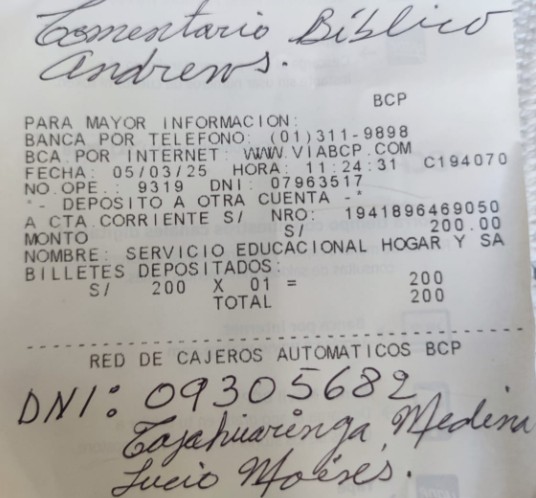 Comentario Bíblico
Andrews.
BCP
PARA MAYOR INFORMACION:
BANCA POR TELEFONO: (01)311-9898
BCA.POR INTERNET: WWW.VIABCP.COM
FECHA: 05/03/25 HORA: 11:24:31 C194070
NO.OPE.: 9319 DNI: 07963517
*- DEPOSITO A OTRA CUENTA -*
A CTA.CORRIENTE S/ NRO: 1941896469050
MONTO S/ 200.00
NOMBRE: SERVICIO EDUCACIONAL HOGAR Y SA
BILLETES DEPOSITADOS:
S/ 200 X 01 = 200
TOTAL 200
RED DE CAJEROS AUTOMATICOS BCP
DNI: 09305682
Cajahuaringa Medina
Lucio Moises.